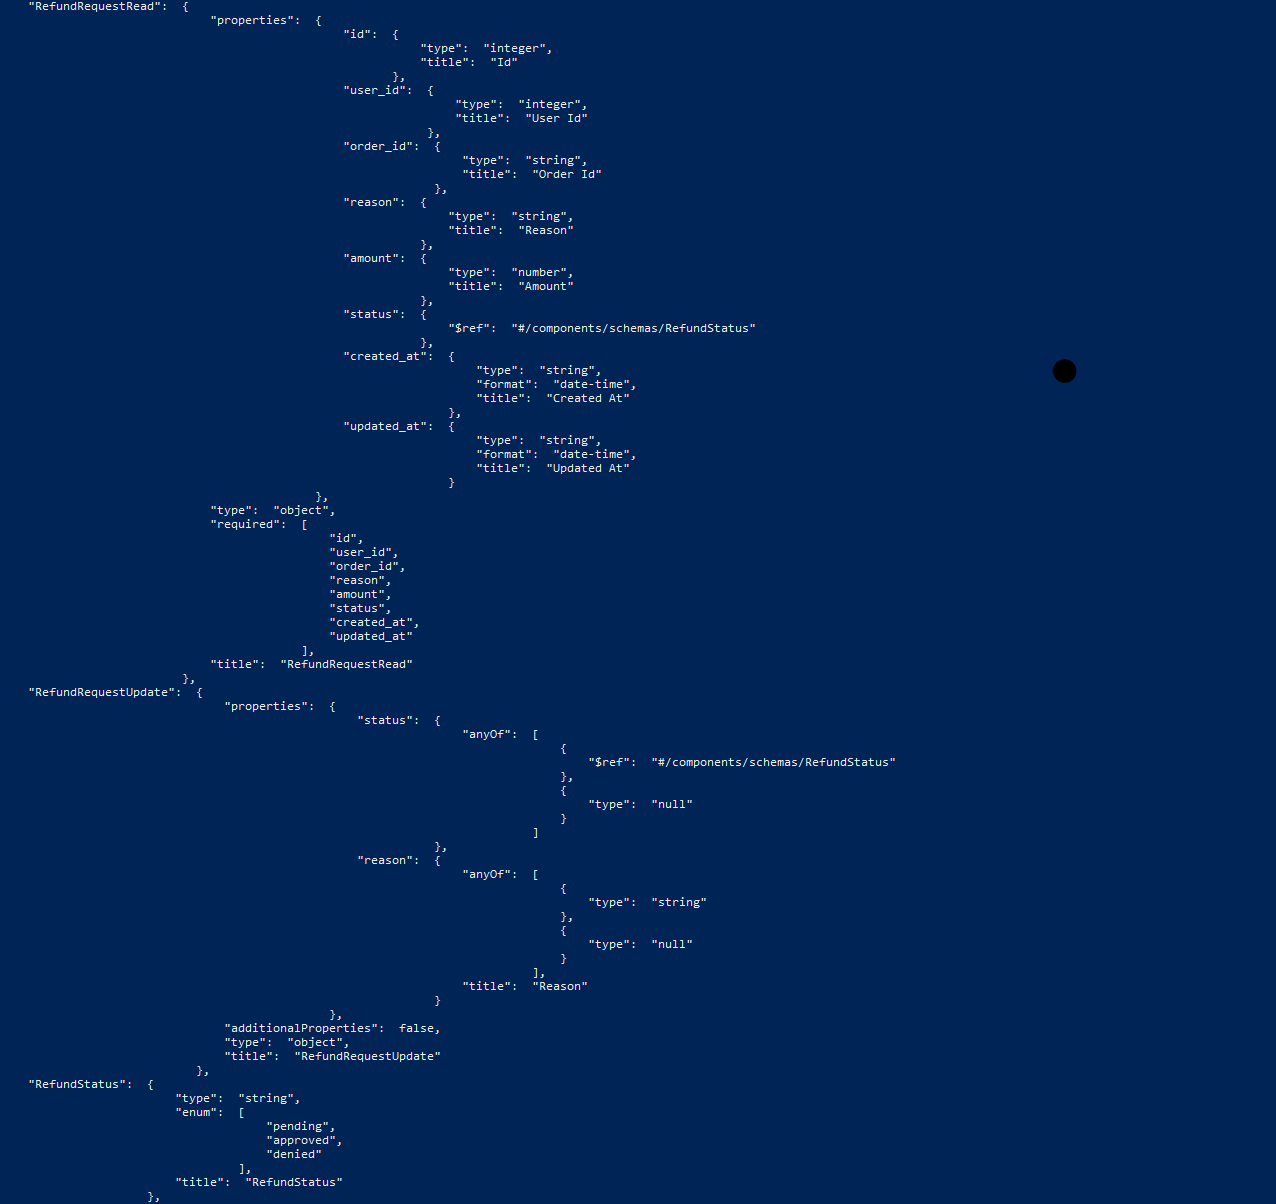 "RefundRequestRead":  {
"properties":  {
"id":  {
"type":  "integer",
"title":  "Id"
},
"user_id":  {
"type":  "integer",
"title":  "User Id"
},
"order_id":  {
"type":  "string",
"title":  "Order Id"
},
"reason":  {
"type":  "string",
"title":  "Reason"
},
"amount":  {
"type":  "number",
"title":  "Amount"
},
"status":  {
"$ref":  "#/components/schemas/RefundStatus"
},
"created_at":  {
"type":  "string",
"format":  "date-time",
"title":  "Created At"
},
"updated_at":  {
"type":  "string",
"format":  "date-time",
"title":  "Updated At"
}
},
"type":  "object",
"required":  [
"id",
"user_id",
"order_id",
"reason",
"amount",
"status",
"created_at",
"updated_at"
],
"title":  "RefundRequestRead"
},
"RefundRequestUpdate":  {
"properties":  {
"status":  {
"anyOf":  [
{
"$ref":  "#/components/schemas/RefundStatus"
},
{
"type":  "null"
}
]
},
"reason":  {
"anyOf":  [
{
"type":  "string"
},
{
"type":  "null"
}
],
"title":  "Reason"
}
},
"additionalProperties":  false,
"type":  "object",
"title":  "RefundRequestUpdate"
},
"RefundStatus":  {
"type":  "string",
"enum":  [
"pending",
"approved",
"denied"
],
"title":  "RefundStatus"
},